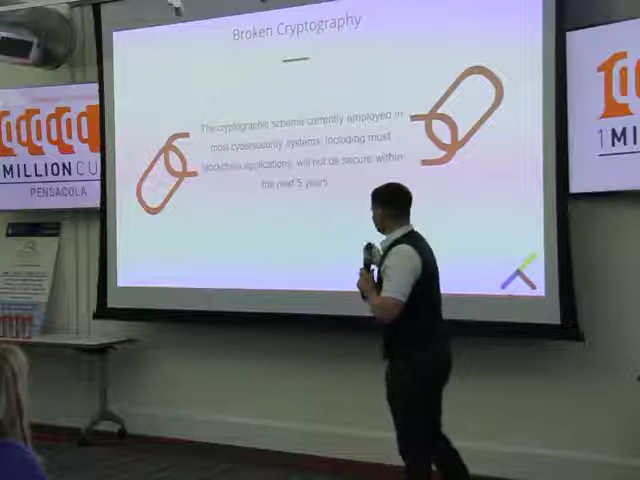 Broken Cryptography
The cryptographic scheme currently employed in
most cybersecurity systems, including most
blockchain applications, will not be secure within
the next 5 years
MILLION CU
PENSACOLA
1 MI